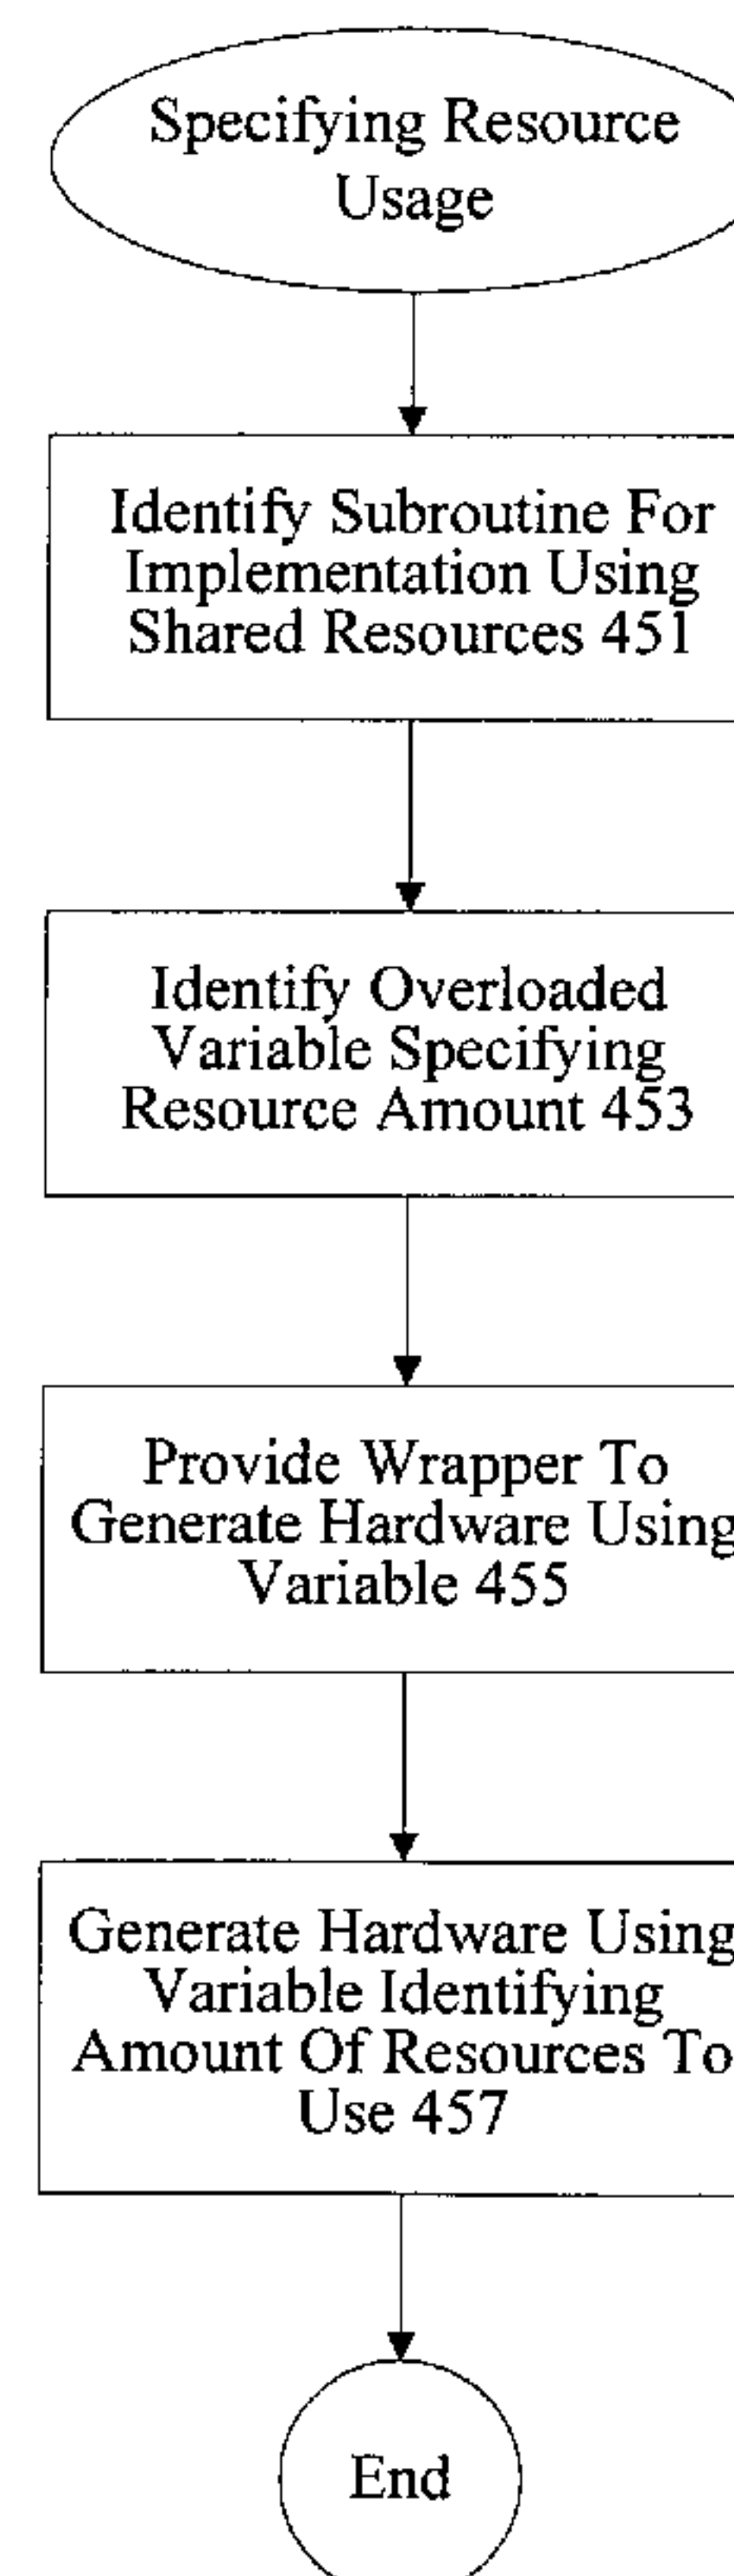 Specifying Resource
Usage
Identify Subroutine For
Implementation Using
Shared Resources 451
Identify Overloaded
Variable Specifying
Resource Amount 453
Provide Wrapper To
Generate Hardware Using
Variable 455
Generate Hardware Using
Variable Identifying
Amount Of Resources To
Use 457
End